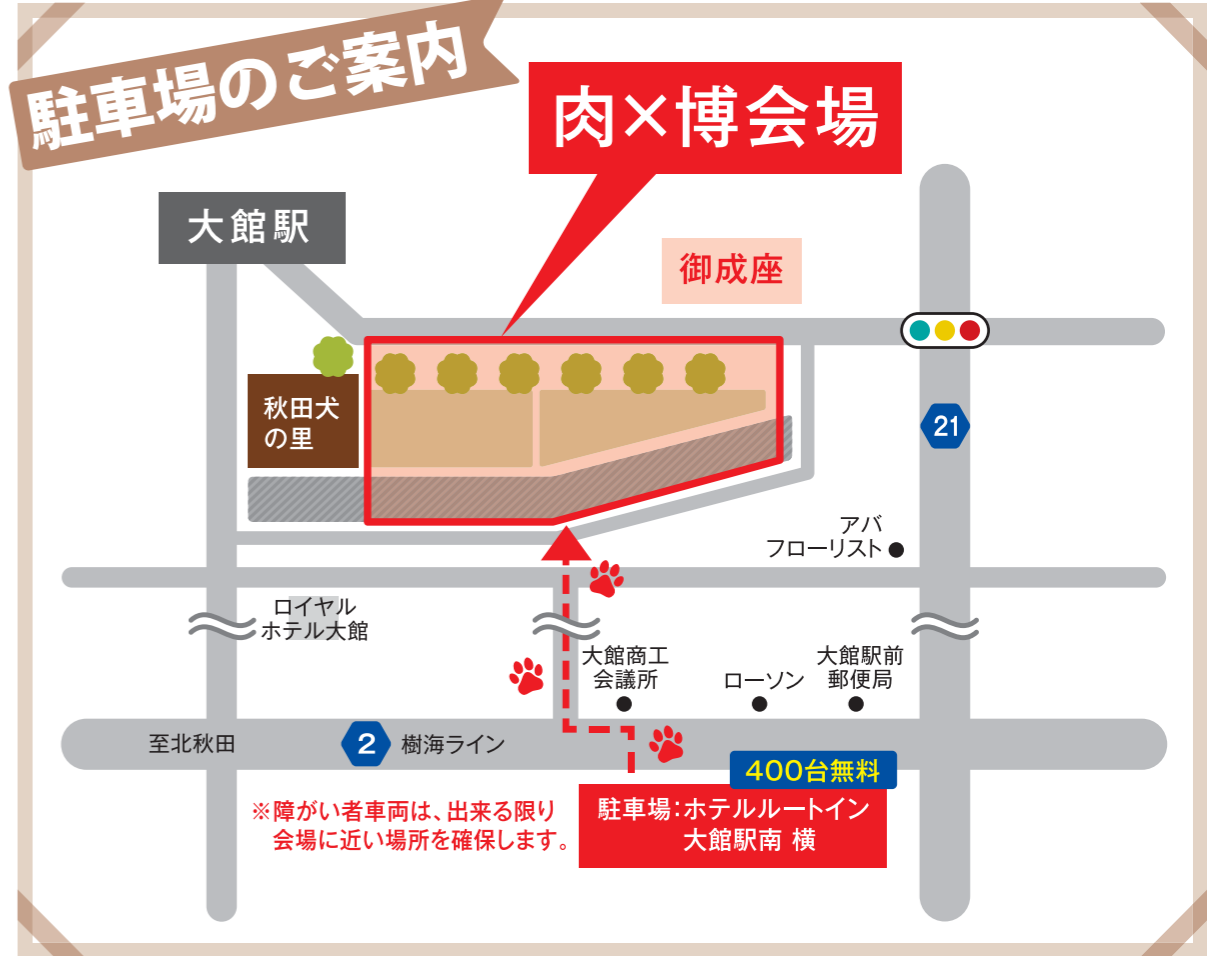 駐車場のご案内
肉×博会場
大館駅
御成座
秋田犬
の里
21
アバ
フローリスト
ロイヤル
ホテル大館
大館商工
会議所
ローソン
大館駅前
郵便局
至北秋田
2
樹海ライン
400台無料
※障がい者車両は、出来る限り
会場に近い場所を確保します。
駐車場:ホテルルートイン
大館駅南 横